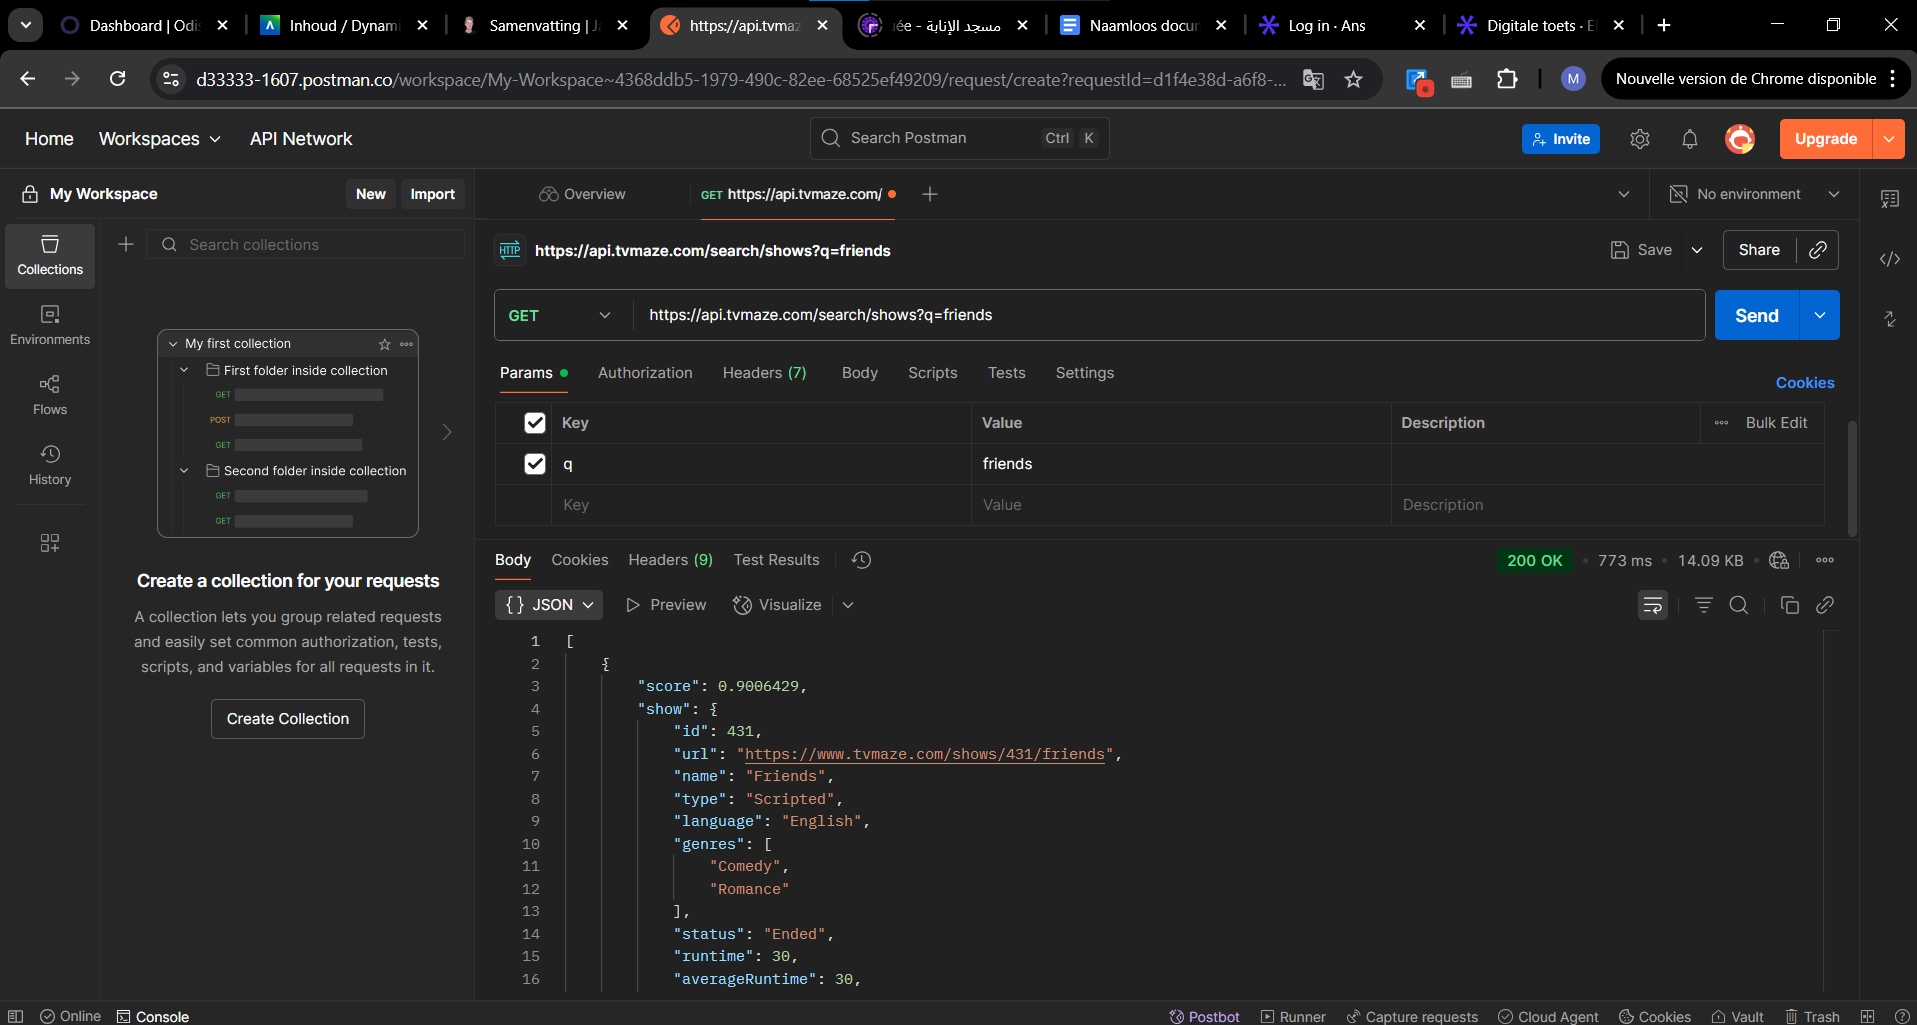 Dashboard | Odis
Inhoud / Dynami
Samenvatting | Ja
https://api.tvmaz
مسجد الإنابة - uée
Naamloos docun
Log in · Ans
Digitale toets · El
d33333-1607.postman.co/workspace/My-Workspace~4368ddb5-1979-490c-82ee-68525ef49209/request/create?requestId=d1f4e38d-a6f8-...
M
Nouvelle version de Chrome disponible
Home
Workspaces
API Network
Search Postman
Ctrl
K
Invite
Upgrade
My Workspace
New
Import
Overview
GET https://api.tvmaze.com/
No environment
Collections
Search collections
HTTP
https://api.tvmaze.com/search/shows?q=friends
Save
Share
Environments
Flows
History
My first collection
First folder inside collection
GET
POST
GET
Second folder inside collection
GET
GET
Create a collection for your requests
A collection lets you group related requests
and easily set common authorization, tests,
scripts, and variables for all requests in it.
Create Collection
GET
https://api.tvmaze.com/search/shows?q=friends
Send
Params
Authorization
Headers (7)
Body
Scripts
Tests
Settings
Cookies
Key
Value
Description
Bulk Edit
q
friends
Key
Value
Description
Body
Cookies
Headers (9)
Test Results
200 OK
773 ms
14.09 KB
{} JSON
Preview
Visualize
1 [
2 {
3 "score": 0.9006429,
4 "show": {
5 "id": 431,
6 "url": "https://www.tvmaze.com/shows/431/friends",
7 "name": "Friends",
8 "type": "Scripted",
9 "language": "English",
10 "genres": [
11 "Comedy",
12 "Romance"
13 ],
14 "status": "Ended",
15 "runtime": 30,
16 "averageRuntime": 30,
Online
Console
Postbot
Runner
Capture requests
Cloud Agent
Cookies
Vault
Trash